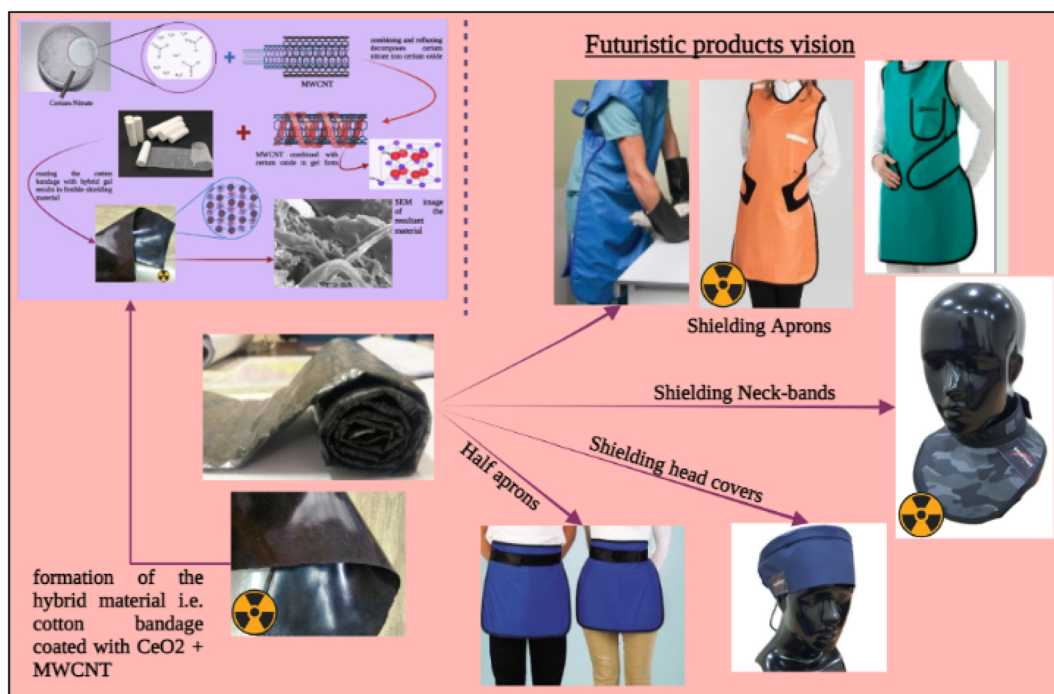 combining and refluxing
decomposes cerium
nitrate into cerium oxide
MWCNT
Cerium Nitrate
MWCNT combined with
cerium oxide in gel form
coating the cotton
bandage with hybrid gel
results in flexible shielding
material
SEM image
of the
resultant
material
Futuristic products vision
Shielding Aprons
Shielding Neck-bands
Shielding head covers
Half aprons
formation of the
hybrid material i.e.
cotton bandage
coated with CeO2 +
MWCNT